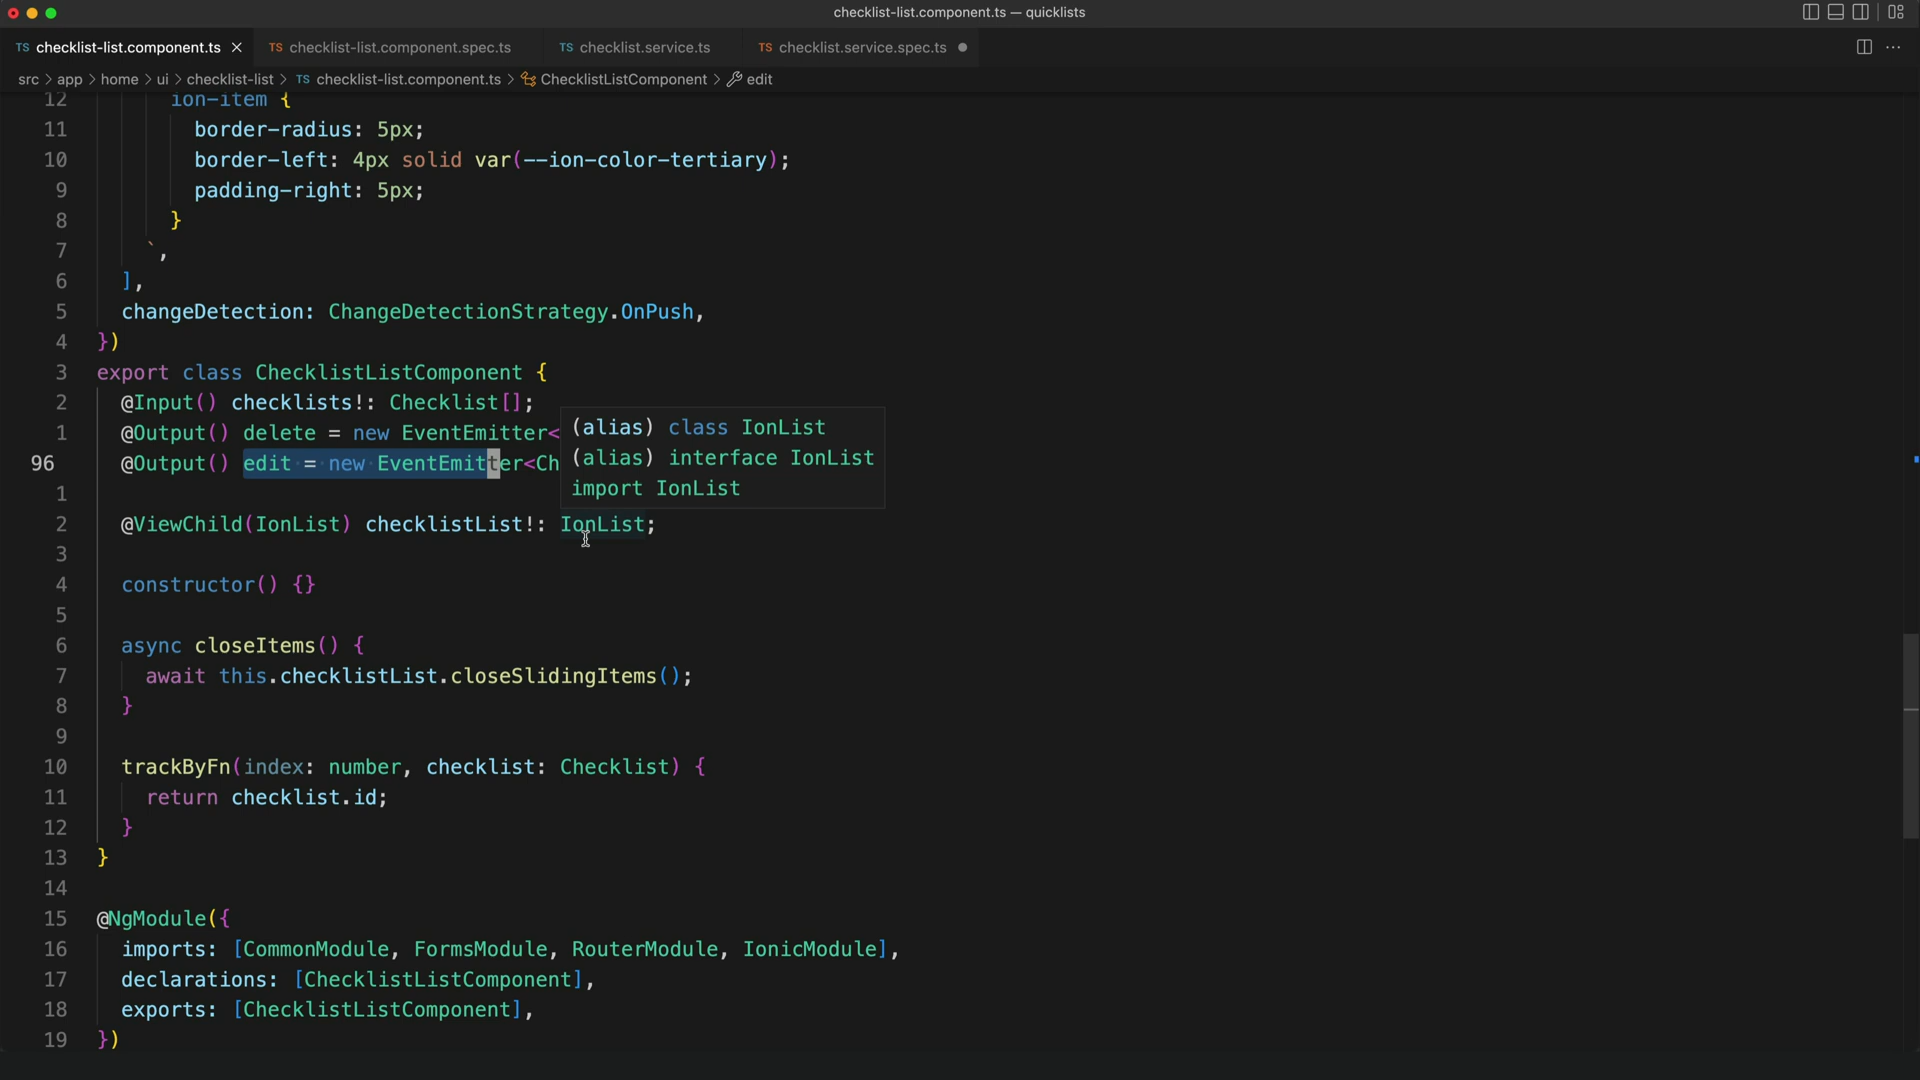 checklist-list.component.ts — quicklists
TS checklist-list.component.ts × TS checklist-list.component.spec.ts TS checklist.service.ts TS checklist.service.spec.ts
src > app > home > ui > checklist-list > TS checklist-list.component.ts > ChecklistListComponent > edit
12 ion-item {
11 border-radius: 5px;
10 border-left: 4px solid var(--ion-color-tertiary);
9 padding-right: 5px;
8 }
7 `,
6 ],
5 changeDetection: ChangeDetectionStrategy.OnPush,
4 })
3 export class ChecklistListComponent {
2 @Input() checklists!: Checklist[];
1 @Output() delete = new EventEmitter<
96 @Output() edit = new EventEmitter<Ch
(alias) class IonList
(alias) interface IonList
import IonList
1
2 @ViewChild(IonList) checklistList!: IonList;
3
4 constructor() {}
5
6 async closeItems() {
7 await this.checklistList.closeSlidingItems();
8 }
9
10 trackByFn(index: number, checklist: Checklist) {
11 return checklist.id;
12 }
13 }
14
15 @NgModule({
16 imports: [CommonModule, FormsModule, RouterModule, IonicModule],
17 declarations: [ChecklistListComponent],
18 exports: [ChecklistListComponent],
19 })